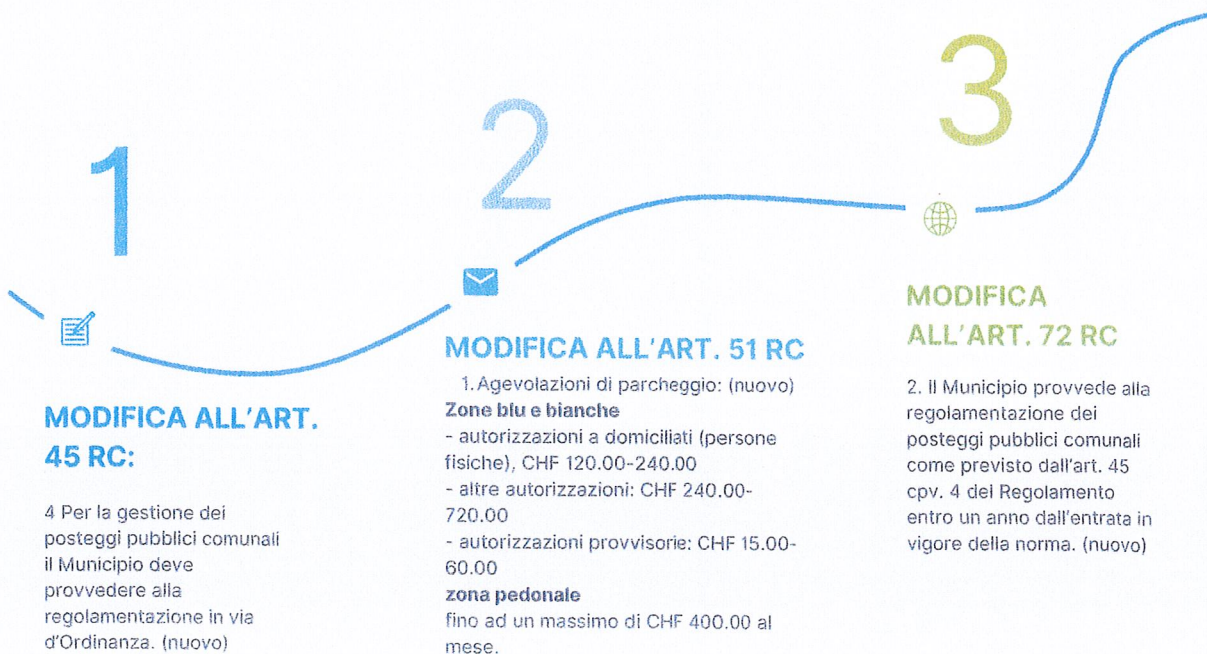 1
MODIFICA ALL'ART.
45 RC:
4 Per la gestione dei
posteggi pubblici comunali
il Municipio deve
provvedere alla
regolamentazione in via
d'Ordinanza. (nuovo)
2
MODIFICA ALL'ART. 51 RC
1. Agevolazioni di parcheggio: (nuovo)
Zone blu e bianche
- autorizzazioni a domiciliati (persone
fisiche), CHF 120.00-240.00
- altre autorizzazioni: CHF 240.00-
720.00
- autorizzazioni provvisorie: CHF 15.00-
60.00
zona pedonale
fino ad un massimo di CHF 400.00 al
mese.
3
MODIFICA
ALL'ART. 72 RC
2. Il Municipio provvede alla
regolamentazione dei
posteggi pubblici comunali
come previsto dall'art. 45
cpv. 4 del Regolamento
entro un anno dall'entrata in
vigore della norma. (nuovo)